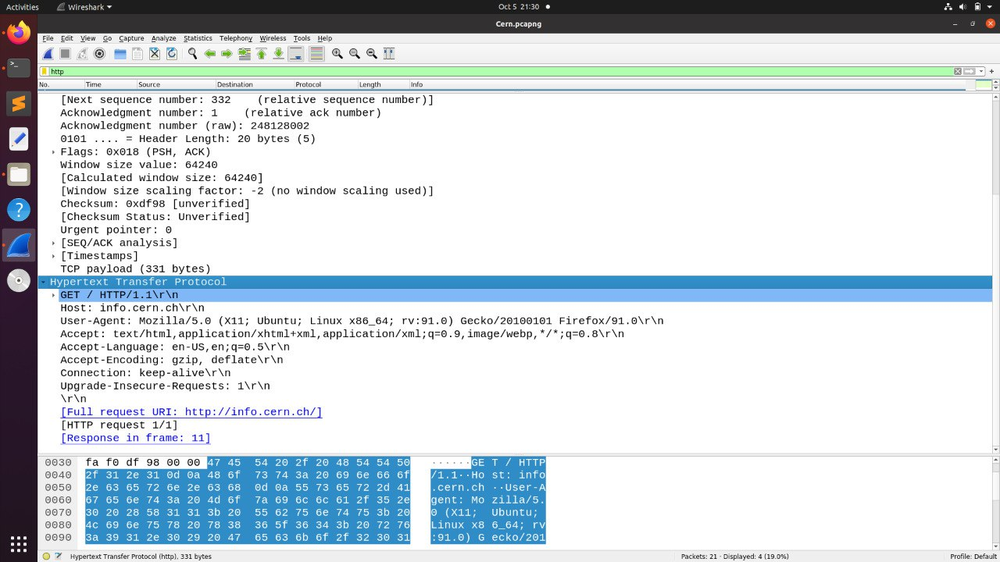 Activities Wireshark Oct 5 21:30
Cern.pcapng
File Edit View Go Capture Analyze Statistics Telephony Wireless Tools Help
http
No. Time Source Destination Protocol Length Info
[Next sequence number: 332    (relative sequence number)]
Acknowledgment number: 1    (relative ack number)
Acknowledgment number (raw): 248128002
0101 .... = Header Length: 20 bytes (5)
Flags: 0x018 (PSH, ACK)
Window size value: 64240
[Calculated window size: 64240]
[Window size scaling factor: -2 (no window scaling used)]
Checksum: 0xdf98 [unverified]
[Checksum Status: Unverified]
Urgent pointer: 0
[SEQ/ACK analysis]
[Timestamps]
TCP payload (331 bytes)
Hypertext Transfer Protocol
GET / HTTP/1.1\r\n
Host: info.cern.ch\r\n
User-Agent: Mozilla/5.0 (X11; Ubuntu; Linux x86_64; rv:91.0) Gecko/20100101 Firefox/91.0\r\n
Accept: text/html,application/xhtml+xml,application/xml;q=0.9,image/webp,*/*;q=0.8\r\n
Accept-Language: en-US,en;q=0.5\r\n
Accept-Encoding: gzip, deflate\r\n
Connection: keep-alive\r\n
Upgrade-Insecure-Requests: 1\r\n
\r\n
[Full request URI: http://info.cern.ch/]
[HTTP request 1/1]
[Response in frame: 11]
0030 fa f0 df 98 00 00 47 45 54 20 2f 20 48 54 54 50 ······GE T / HTTP
0040 2f 31 2e 31 0d 0a 48 6f 73 74 3a 20 69 6e 66 6f /1.1··Ho st: info
0050 2e 63 65 72 6e 2e 63 68 0d 0a 55 73 65 72 2d 41 .cern.ch ··User-A
0060 67 65 6e 74 3a 20 4d 6f 7a 69 6c 6c 61 2f 35 2e gent: Mo zilla/5.
0070 30 20 28 58 31 31 3b 20 55 62 75 6e 74 75 3b 20 0 (X11; Ubuntu;
0080 4c 69 6e 75 78 20 78 38 36 5f 36 34 3b 20 72 76 Linux x8 6_64; rv
0090 3a 39 31 2e 30 29 20 47 65 63 6b 6f 2f 32 30 31 :91.0) G ecko/201
Hypertext Transfer Protocol (http), 331 bytes Packets: 21 · Displayed: 4 (19.0%) Profile: Default